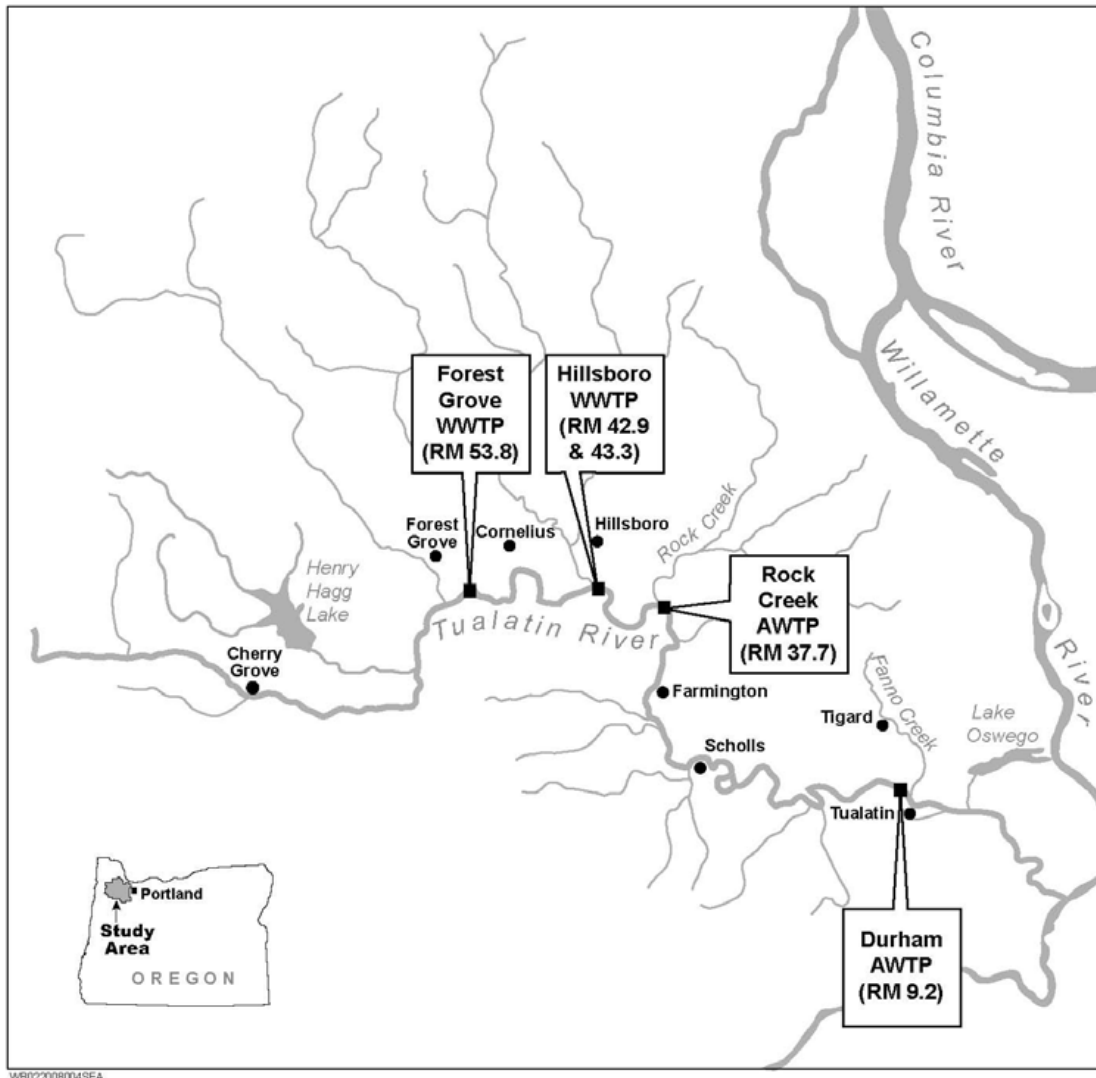 Columbia River
Willamette
River
Forest
Grove
WWTP
(RM 53.8)
Hillsboro
WWTP
(RM 42.9
& 43.3)
Forest
Grove
Cornelius
Hillsboro
Rock Creek
Henry
Hagg
Lake
Tualatin River
Rock
Creek
AWTP
(RM 37.7)
Cherry
Grove
Farmington
Fanno Creek
Tigard
Lake
Oswego
Scholls
Tualatin
Portland
Study
Area
OREGON
Durham
AWTP
(RM 9.2)
WB022008004SEA